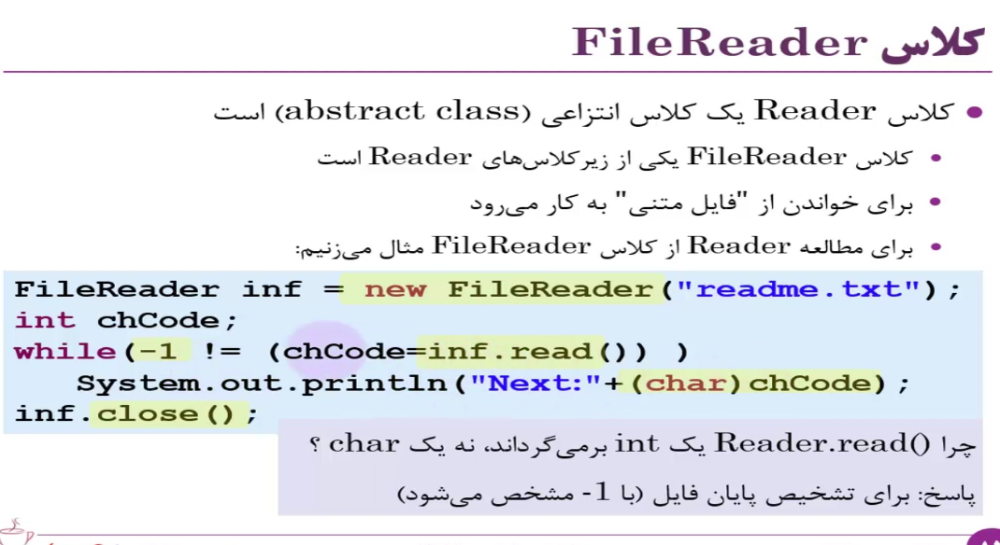 کلاس FileReader
• کلاس Reader یک کلاس انتزاعی (abstract class) است
• کلاس FileReader یکی از زیرکلاس‌های Reader است
• برای خواندن از "فایل متنی" به کار می‌رود
• برای مطالعه Reader از کلاس FileReader مثال می‌زنیم:
FileReader inf = new FileReader("readme.txt");
int chCode;
while(-1 != (chCode=inf.read()) )
System.out.println("Next:"+(char)chCode);
inf.close();
چرا Reader.read() یک int برمی‌گرداند، نه یک char ؟
پاسخ: برای تشخیص پایان فایل (با 1- مشخص می‌شود)